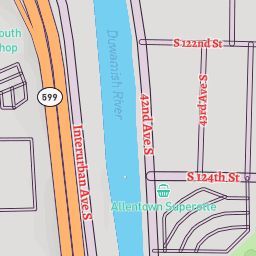 outh
hop
Duwamish River
S 122nd St
599
42nd Ave S
43rd Ave S
Interurban Ave S
S 124th St
Allentown Superette